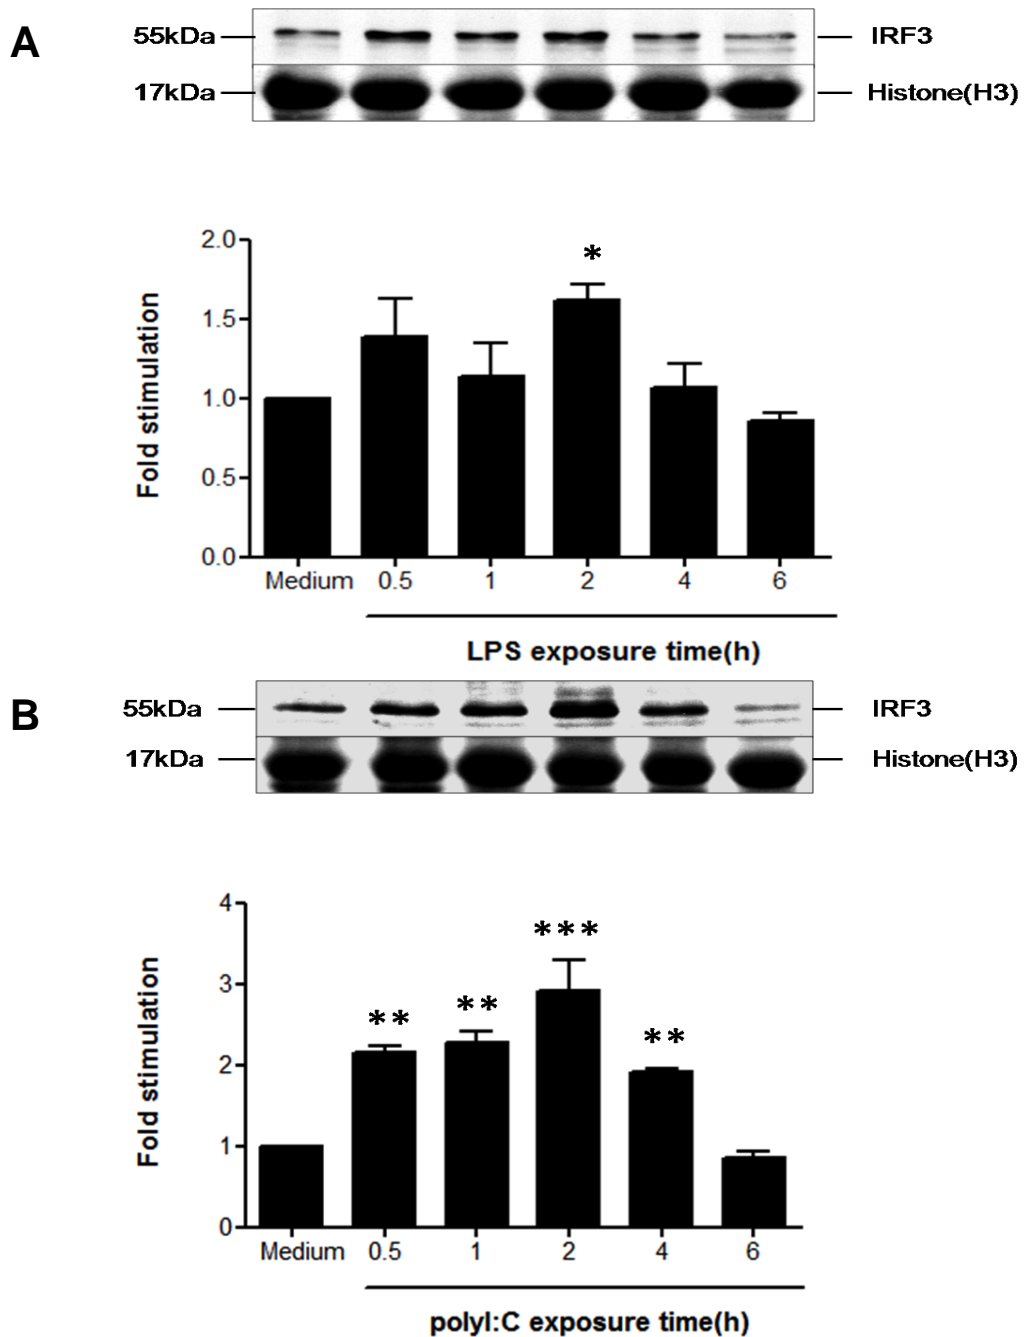 A
55kDa IRF3
17kDa Histone(H3)
*
2.0
1.5
1.0
0.5
0.0
Fold stimulation
Medium 0.5 1 2 4 6
LPS exposure time(h)
B
55kDa IRF3
17kDa Histone(H3)
***
**
**
**
4
3
2
1
0
Fold stimulation
Medium 0.5 1 2 4 6
polyI:C exposure time(h)